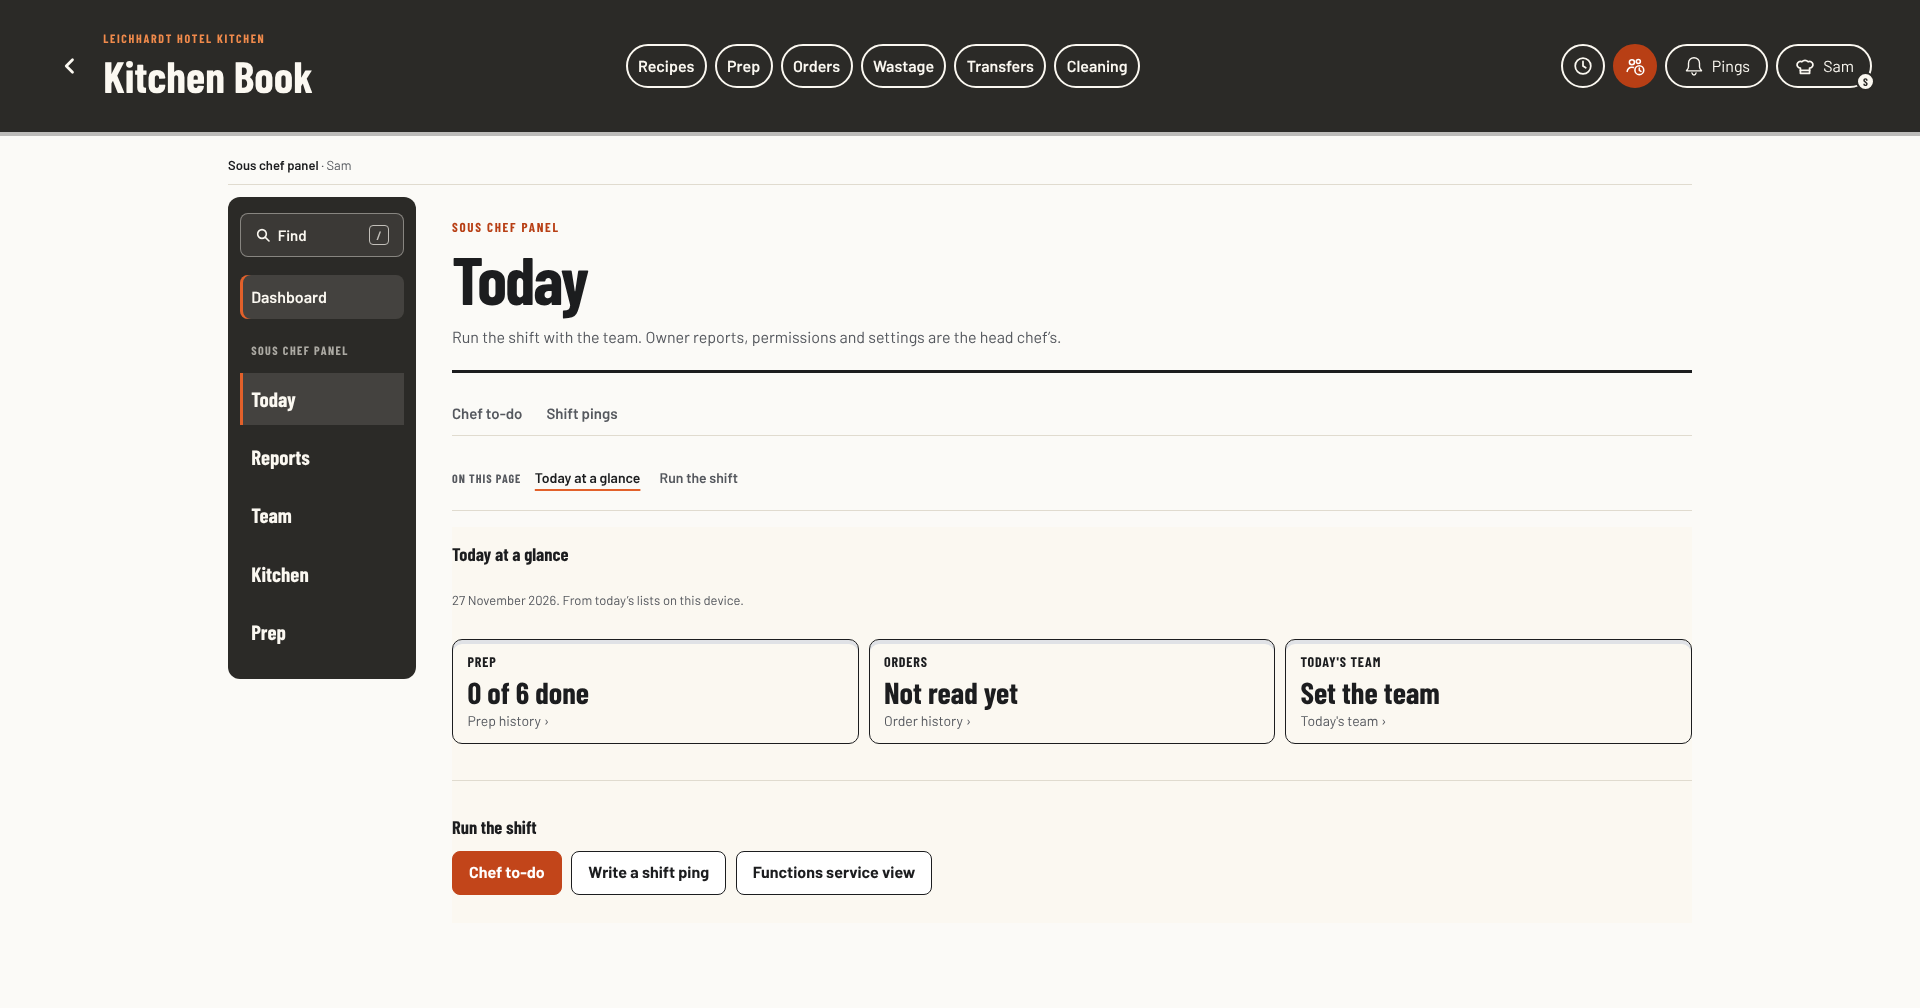 LEICHHARDT HOTEL KITCHEN
Kitchen Book
Recipes
Prep
Orders
Wastage
Transfers
Cleaning
Pings
Sam
S
Sous chef panel · Sam
Find
/
Dashboard
SOUS CHEF PANEL
Today
Reports
Team
Kitchen
Prep
SOUS CHEF PANEL
Today
Run the shift with the team. Owner reports, permissions and settings are the head chef's.
Chef to-do
Shift pings
ON THIS PAGE
Today at a glance
Run the shift
Today at a glance
27 November 2026. From today's lists on this device.
PREP
0 of 6 done
Prep history ›
ORDERS
Not read yet
Order history ›
TODAY'S TEAM
Set the team
Today's team ›
Run the shift
Chef to-do
Write a shift ping
Functions service view